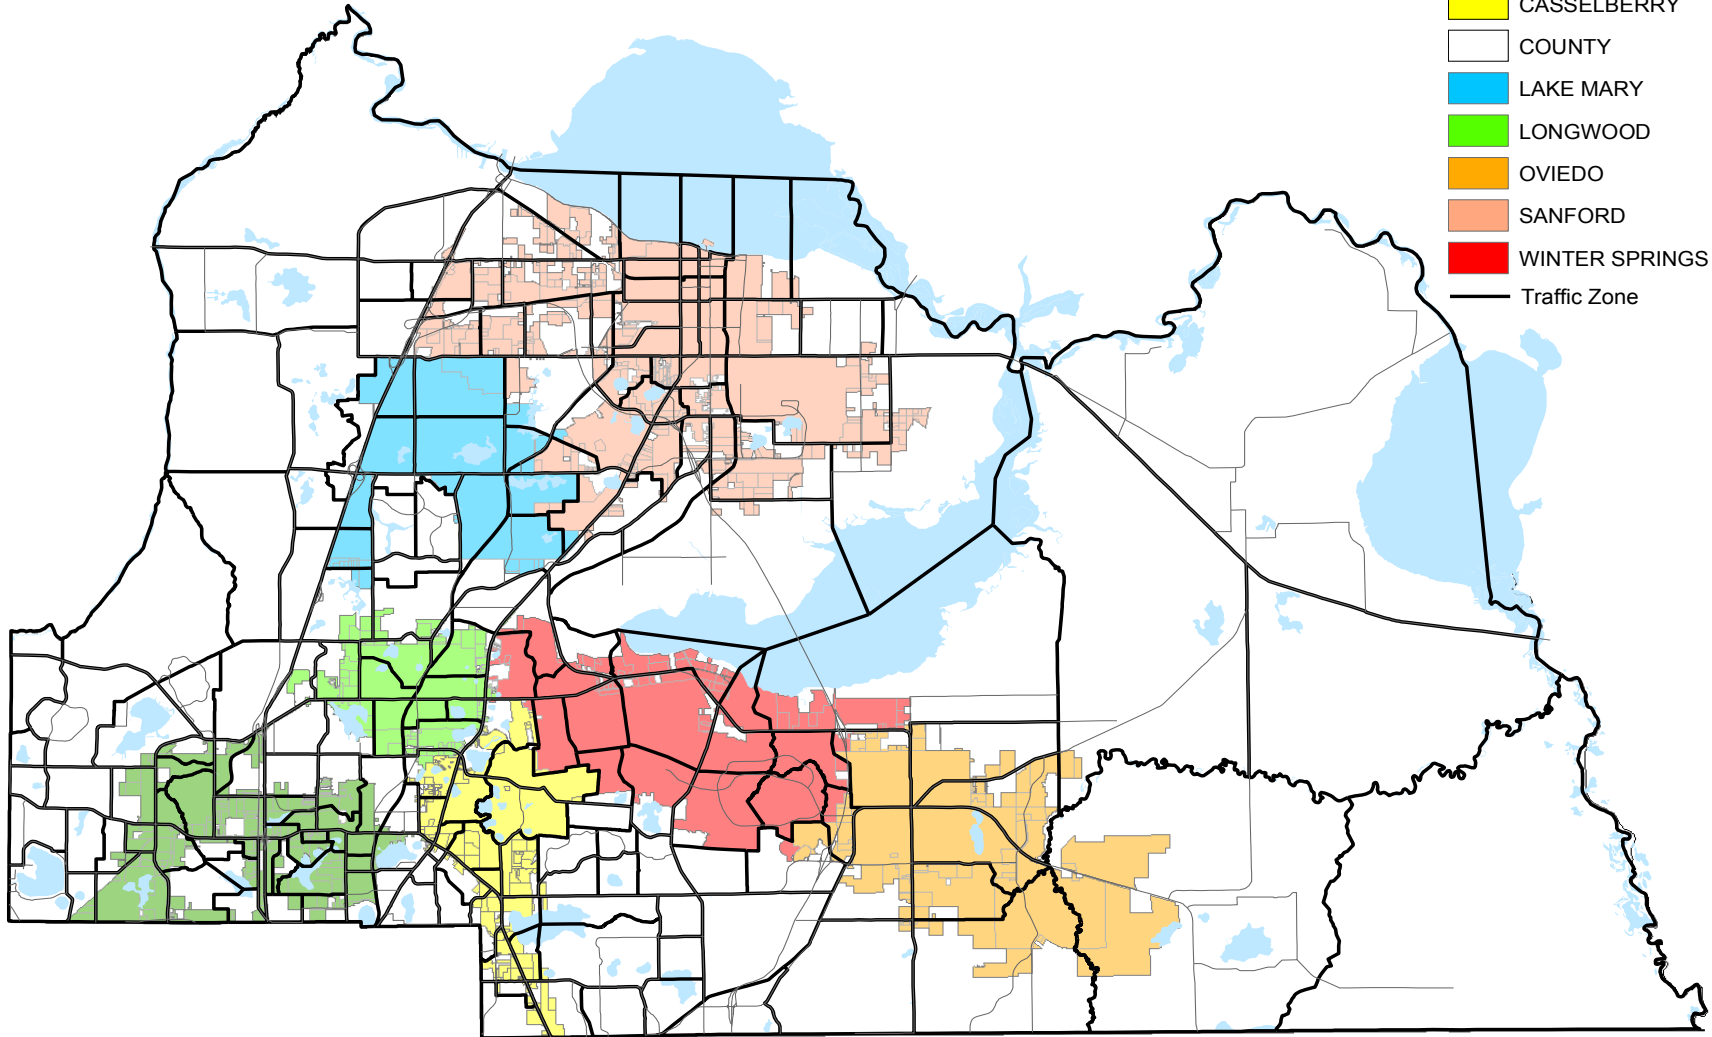 CASSELBERRY
COUNTY
LAKE MARY
LONGWOOD
OVIEDO
SANFORD
WINTER SPRINGS
Traffic Zone